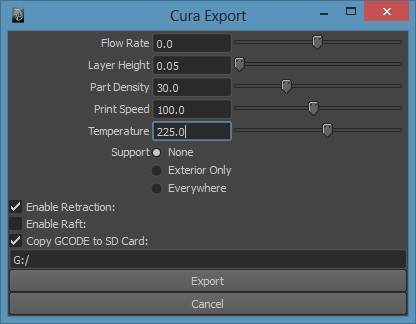 Cura Export
Flow Rate 0.0
Layer Height 0.05
Part Density 30.0
Print Speed 100.0
Temperature 225.0
Support None
Exterior Only
Everywhere
Enable Retraction:
Enable Raft:
Copy GCODE to SD Card:
G:/
Export
Cancel